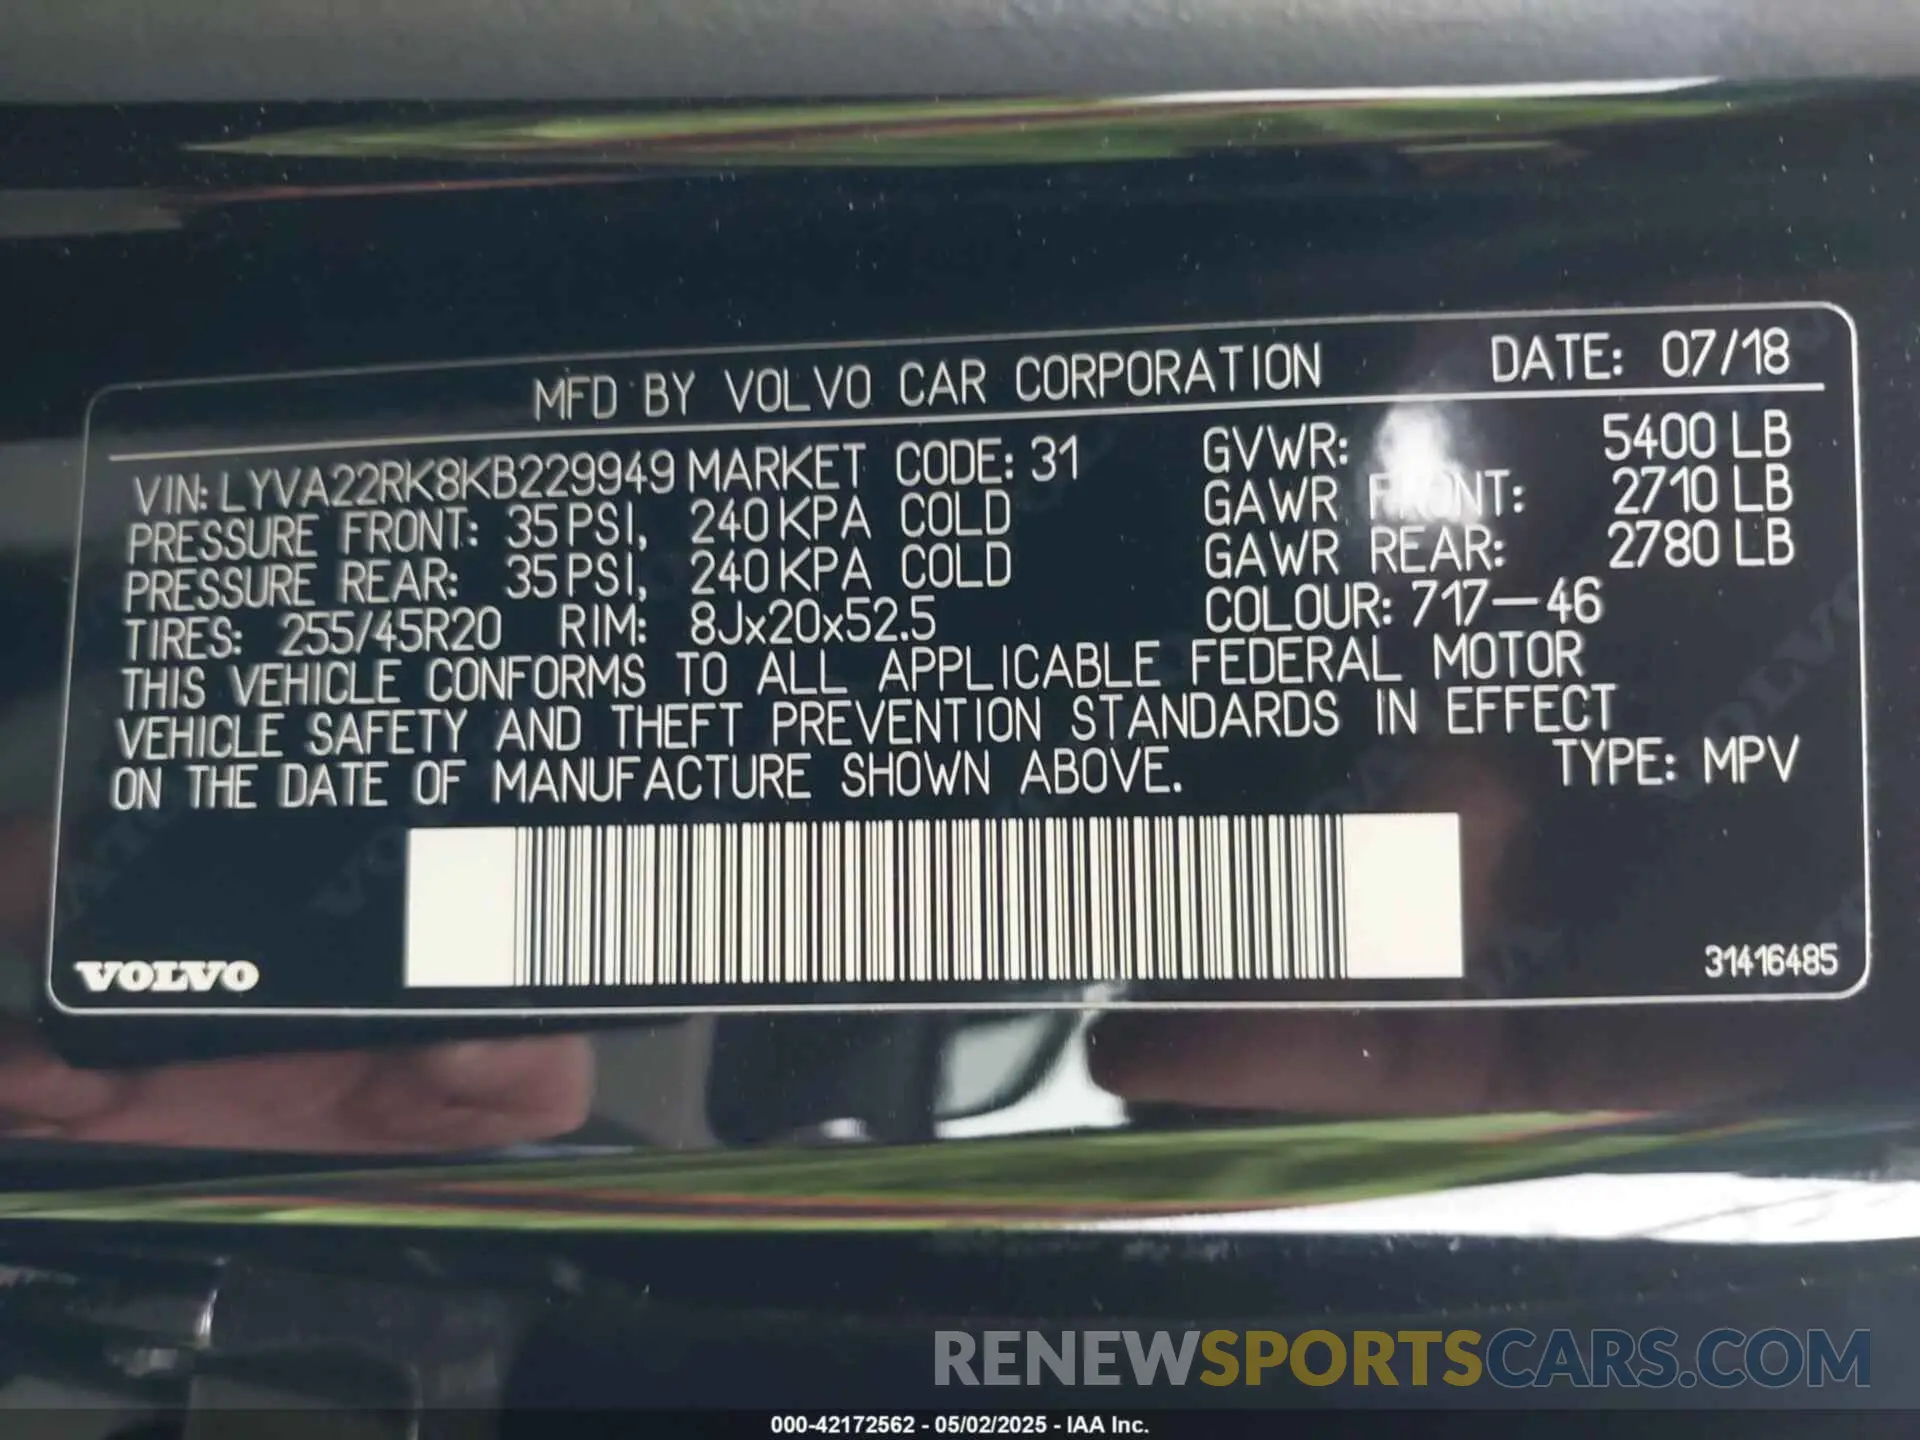 MFD BY VOLVO CAR CORPORATION DATE: 07/18
VIN: LYVA22RK8KB229949 MARKET CODE: 31 GVWR: 5400 LB
PRESSURE FRONT: 35 PSI, 240 KPA COLD GAWR FRONT: 2710 LB
PRESSURE REAR: 35 PSI, 240 KPA COLD GAWR REAR: 2780 LB
TIRES: 255/45R20 RIM: 8Jx20x52.5 COLOUR: 717-46
THIS VEHICLE CONFORMS TO ALL APPLICABLE FEDERAL MOTOR
VEHICLE SAFETY AND THEFT PREVENTION STANDARDS IN EFFECT
ON THE DATE OF MANUFACTURE SHOWN ABOVE. TYPE: MPV
VOLVO 31416485
RENEWSPORTSCARS.COM
000-42172562 - 05/02/2025 - IAA Inc.